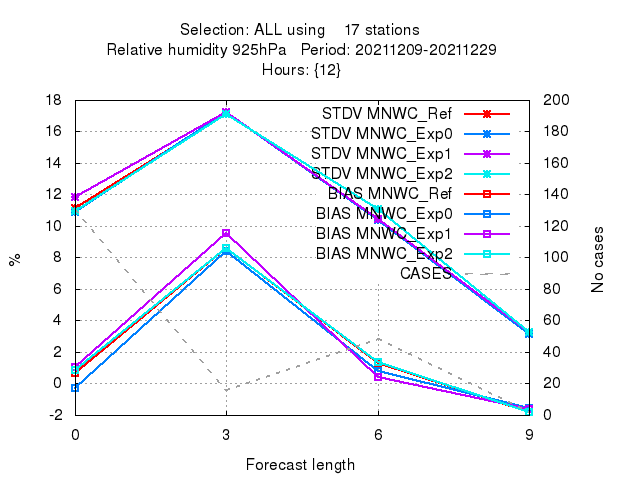 Selection: ALL using    17 stations
Relative humidity 925hPa   Period: 20211209-20211229
Hours: {12}
STDV MNWC_Ref
STDV MNWC_Exp0
STDV MNWC_Exp1
STDV MNWC_Exp2
BIAS MNWC_Ref
BIAS MNWC_Exp0
BIAS MNWC_Exp1
BIAS MNWC_Exp2
CASES
18
16
14
12
10
8
6
4
2
0
-2
%
200
180
160
140
120
100
80
60
40
20
0
No cases
0 3 6 9
Forecast length